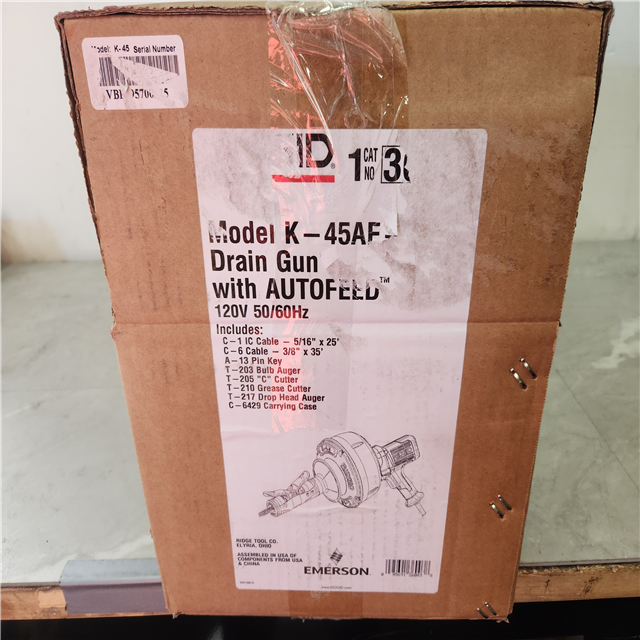 Model: K-45 Serial Number
ID®
1 CAT NO
Model K-45AF-
Drain Gun
with AUTOFEED™
120V 50/60Hz
Includes:
C-1 IC Cable - 5/16" x 25'
C-6 Cable - 3/8" x 35'
A-13 Pin Key
T-203 Bulb Auger
T-205 "C" Cutter
T-210 Grease Cutter
T-217 Drop Head Auger
C-6429 Carrying Case
RIDGE TOOL CO.
ELYRIA, OHIO
ASSEMBLED IN USA OF
COMPONENTS FROM USA
& CHINA
EMERSON